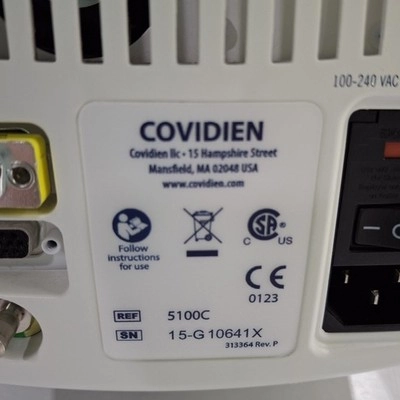 100-240 VAC
COVIDIEN
Covidien llc • 15 Hampshire Street
Mansfield, MA 02048 USA
www.covidien.com
Follow
instructions
for use
C US
CE
0123
REF 5100C
SN 15-G10641X
313364 Rev. P